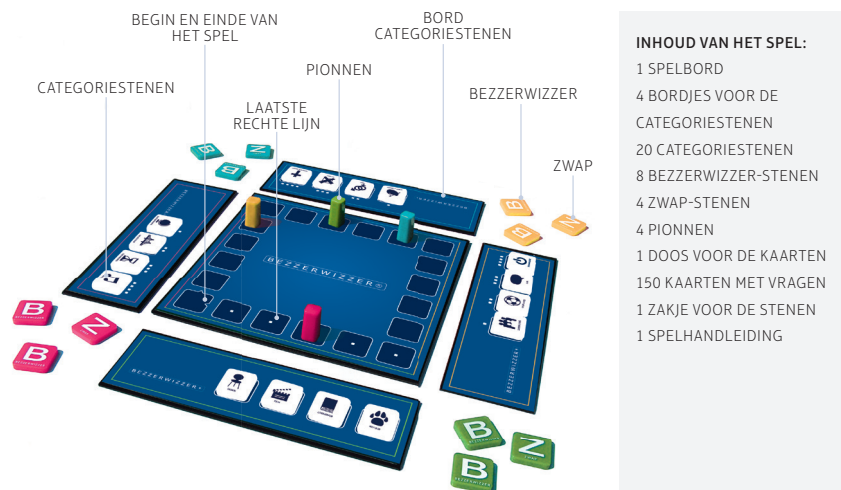 BEGIN EN EINDE VAN
HET SPEL
BORD
CATEGORIESTENEN
PIONNEN
CATEGORIESTENEN
BEZZERWIZZER
LAATSTE
RECHTE LIJN
ZWAP
B
Z
B
B
Z
B
BEZZERWIZZER
BEZZERWIZZER
BEZZERWIZZER
B
Z
B
BEZZERWIZZER
BEZZERWIZZER
B
Z
B
INHOUD VAN HET SPEL:
1 SPELBORD
4 BORDJES VOOR DE
CATEGORIESTENEN
20 CATEGORIESTENEN
8 BEZZERWIZZER-STENEN
4 ZWAP-STENEN
4 PIONNEN
1 DOOS VOOR DE KAARTEN
150 KAARTEN MET VRAGEN
1 ZAKJE VOOR DE STENEN
1 SPELHANDLEIDING